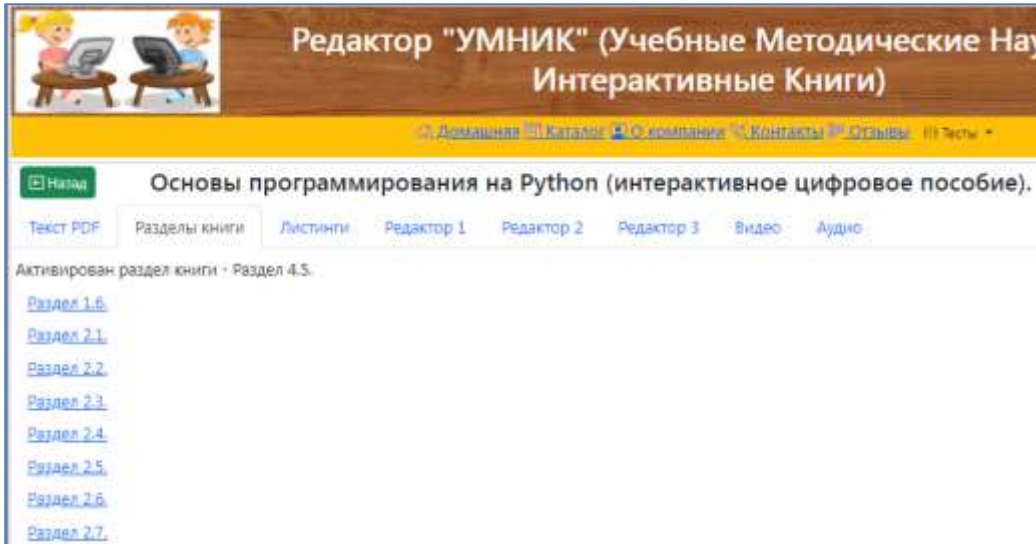 Редактор "УМНИК" (Учебные Методические Нау
Интерактивные Книги)
Домашняя Каталог О компании Контакты Отзывы Тесты
Назад Основы программирования на Python (интерактивное цифровое пособие).
Текст PDF Разделы книги Листинги Редактор 1 Редактор 2 Редактор 3 Видео Аудио
Активирован раздел книги - Раздел 4.5.
Раздел 1.6.
Раздел 2.1.
Раздел 2.2.
Раздел 2.3.
Раздел 2.4.
Раздел 2.5.
Раздел 2.6.
Раздел 2.7.